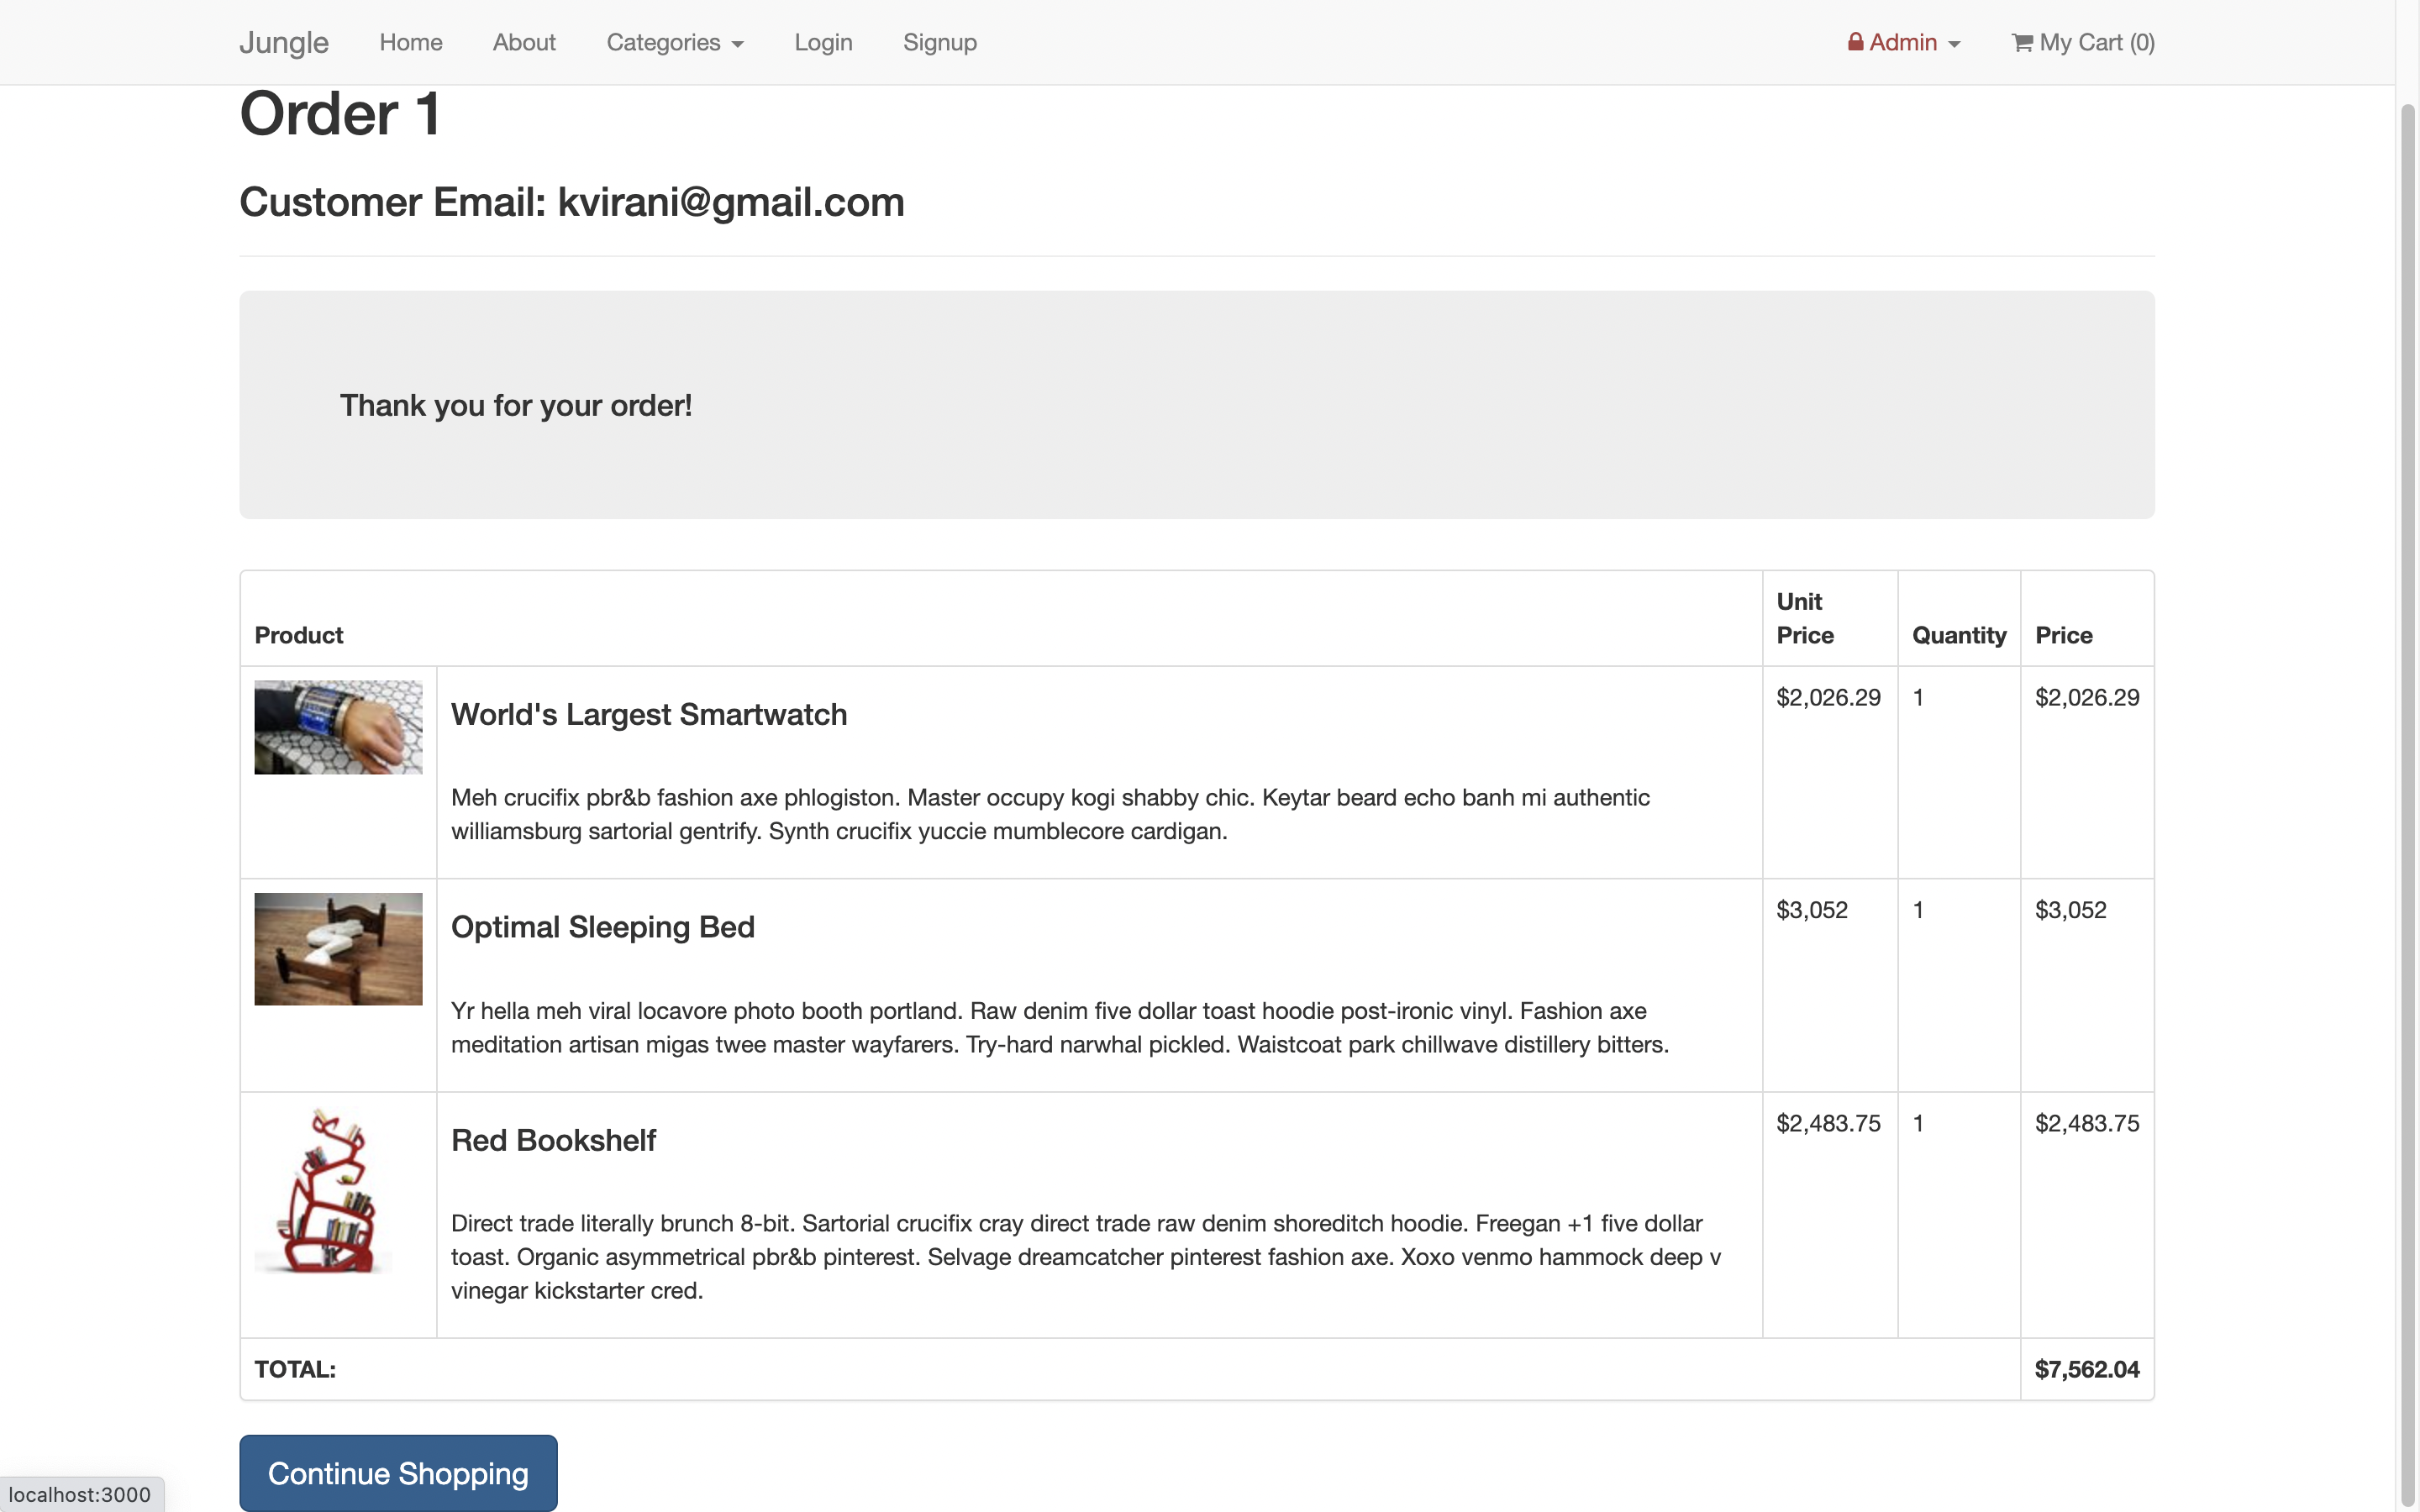 Jungle Home About Categories Login Signup Admin My Cart (0)
Order 1
Customer Email: kvirani@gmail.com
Thank you for your order!
Product Unit Price Quantity Price
World's Largest Smartwatch $2,026.29 1 $2,026.29
Meh crucifix pbr&b fashion axe phlogiston. Master occupy kogi shabby chic. Keytar beard echo banh mi authentic
williamsburg sartorial gentrify. Synth crucifix yuccie mumblecore cardigan.
Optimal Sleeping Bed $3,052 1 $3,052
Yr hella meh viral locavore photo booth portland. Raw denim five dollar toast hoodie post-ironic vinyl. Fashion axe
meditation artisan migas twee master wayfarers. Try-hard narwhal pickled. Waistcoat park chillwave distillery bitters.
Red Bookshelf $2,483.75 1 $2,483.75
Direct trade literally brunch 8-bit. Sartorial crucifix cray direct trade raw denim shoreditch hoodie. Freegan +1 five dollar
toast. Organic asymmetrical pbr&b pinterest. Selvage dreamcatcher pinterest fashion axe. Xoxo venmo hammock deep v
vinegar kickstarter cred.
TOTAL: $7,562.04
Continue Shopping
localhost:3000